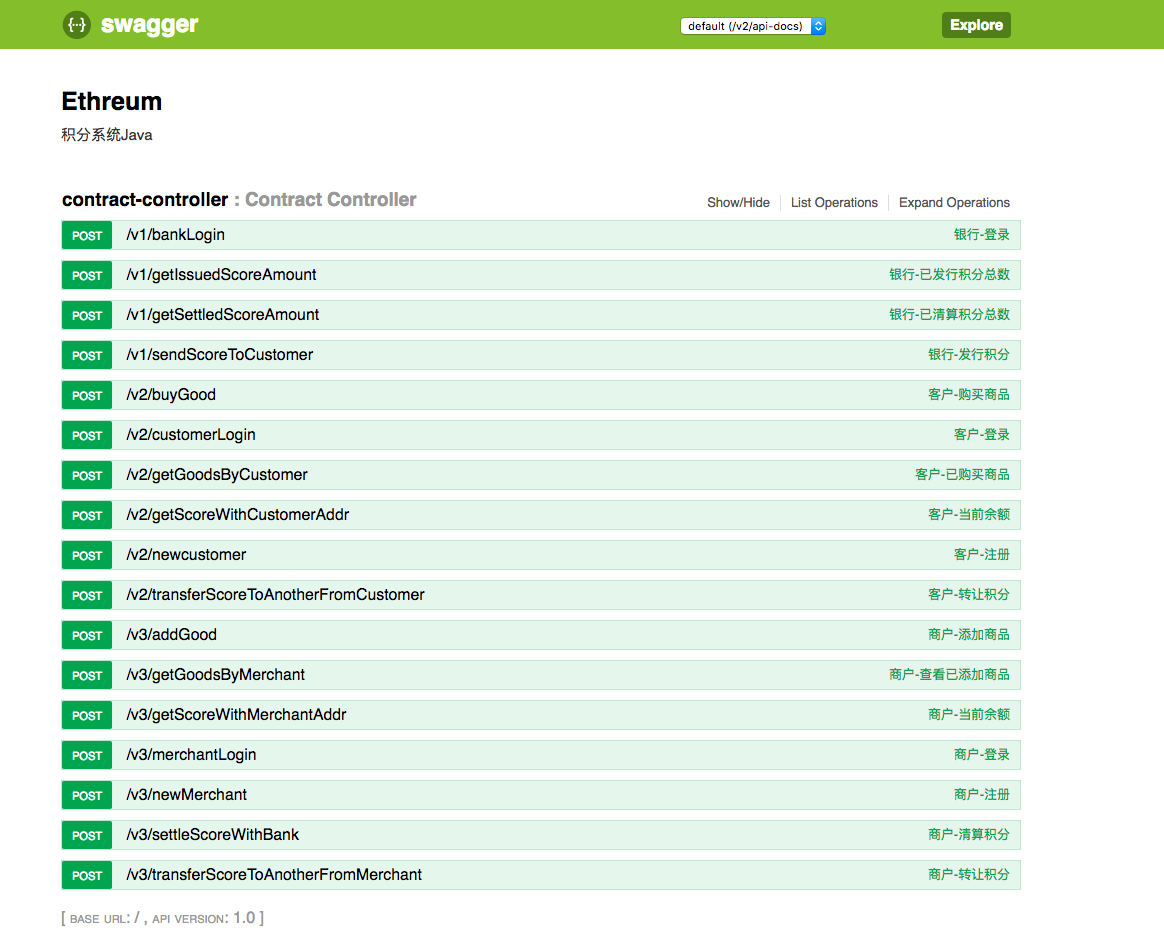 {···} swagger default (/v2/api-docs) Explore
Ethreum
积分系统Java
contract-controller : Contract Controller Show/Hide List Operations Expand Operations
POST /v1/bankLogin 银行-登录
POST /v1/getIssuedScoreAmount 银行-已发行积分总数
POST /v1/getSettledScoreAmount 银行-已清算积分总数
POST /v1/sendScoreToCustomer 银行-发行积分
POST /v2/buyGood 客户-购买商品
POST /v2/customerLogin 客户-登录
POST /v2/getGoodsByCustomer 客户-已购买商品
POST /v2/getScoreWithCustomerAddr 客户-当前余额
POST /v2/newcustomer 客户-注册
POST /v2/transferScoreToAnotherFromCustomer 客户-转让积分
POST /v3/addGood 商户-添加商品
POST /v3/getGoodsByMerchant 商户-查看已添加商品
POST /v3/getScoreWithMerchantAddr 商户-当前余额
POST /v3/merchantLogin 商户-登录
POST /v3/newMerchant 商户-注册
POST /v3/settleScoreWithBank 商户-清算积分
POST /v3/transferScoreToAnotherFromMerchant 商户-转让积分
[ BASE URL: / , API VERSION: 1.0 ]